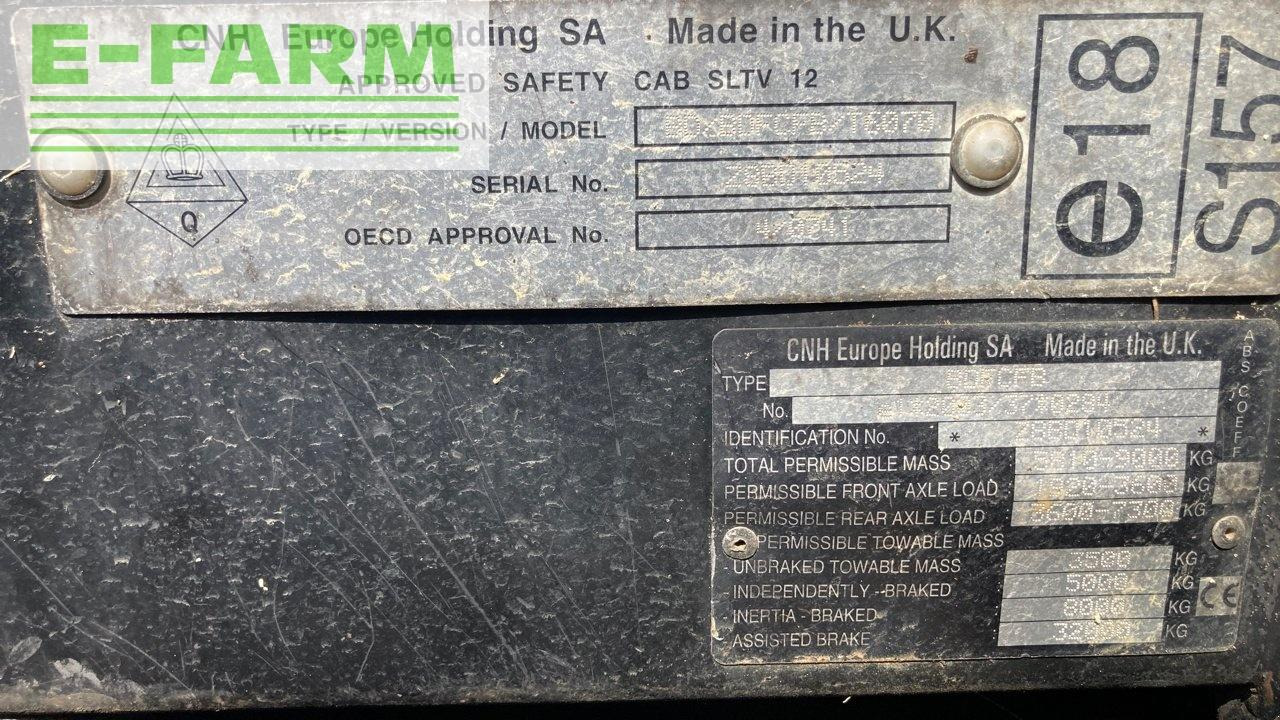 E-FARM
CNH Europe Holding SA . Made in the U.K.
APPROVED SAFETY CAB SLTV 12
TYPE / VERSION / MODEL
SERIAL No.
OECD APPROVAL No.
Q
e18
S157
CNH Europe Holding SA Made in the U.K.
TYPE
No.
IDENTIFICATION No. * *
TOTAL PERMISSIBLE MASS KG
PERMISSIBLE FRONT AXLE LOAD KG
PERMISSIBLE REAR AXLE LOAD KG
PERMISSIBLE TOWABLE MASS
- UNBRAKED TOWABLE MASS 3500 KG
- INDEPENDENTLY - BRAKED 5000 KG
- INERTIA - BRAKED 8000 KG
- ASSISTED BRAKE KG
ABS. COEFF.
CE